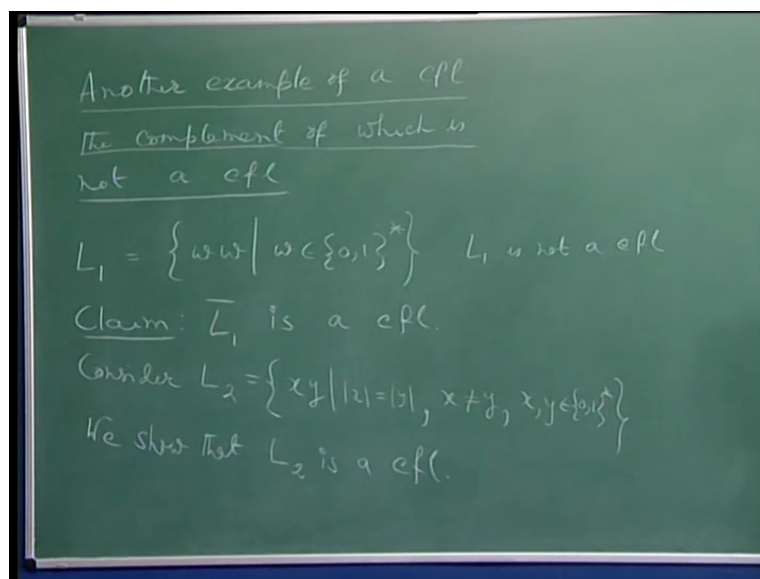 Another example of a cfl
The complement of which is
not a cfl
L₁ = {ww | w ∈ {0,1}*} L₁ is not a cfl
Claim: L̅₁ is a cfl.
Consider L₂ = {xy | |x| = |y|, x ≠ y, x, y ∈ {0,1}*}
We show that L₂ is a cfl.